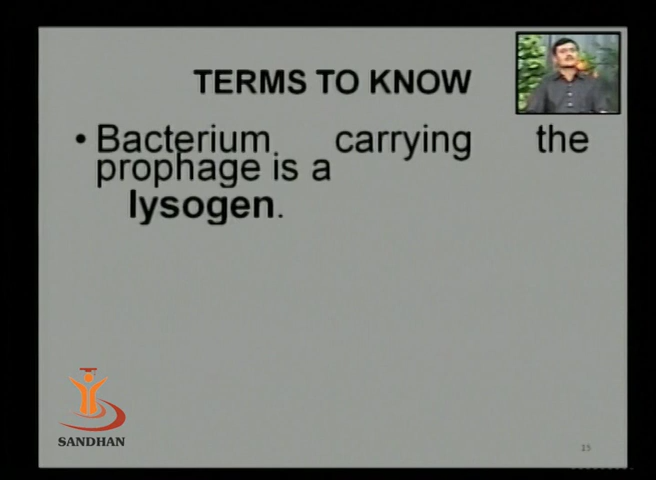 TERMS TO KNOW
• Bacterium carrying the
prophage is a
lysogen.
SANDHAN
15